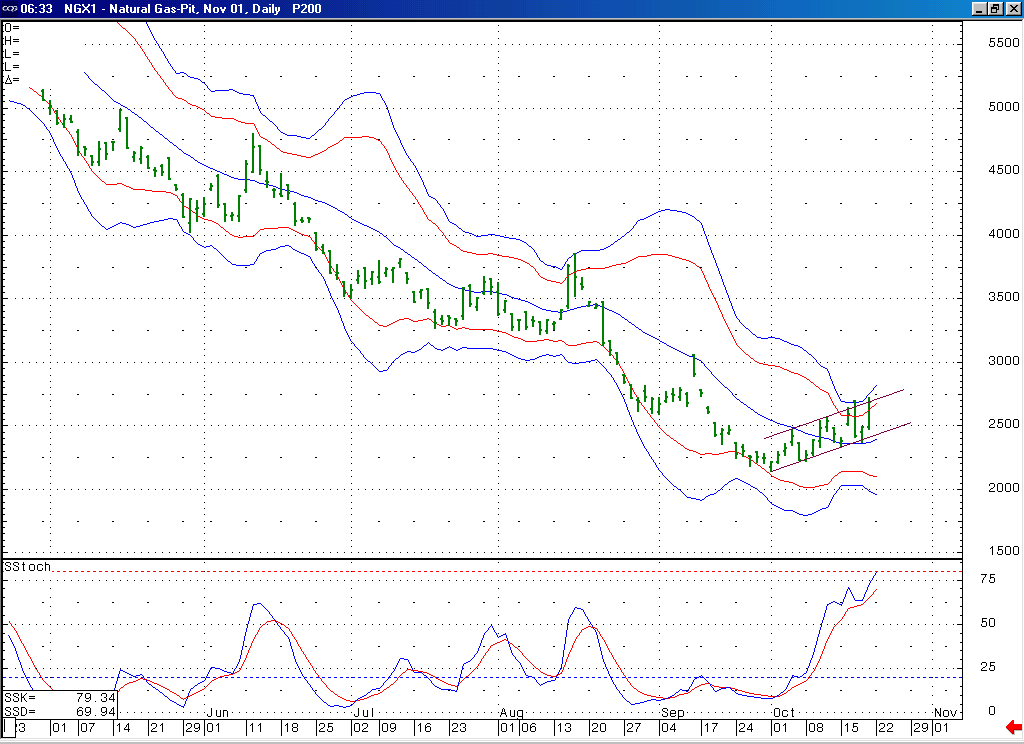 06:33 NGX1 - Natural Gas-Pit, Nov 01, Daily P200
O=
H=
L=
L=
Δ=
5500
5000
4500
4000
3500
3000
2500
2000
1500
SStoch
75
50
25
0
SSK= 79.34
SSD= 69.94
Jun Jul Aug Sep Oct Nov
01 07 14 21 29 01 11 18 25 02 09 16 23 01 06 13 20 27 04 10 17 24 01 08 15 22 29 01